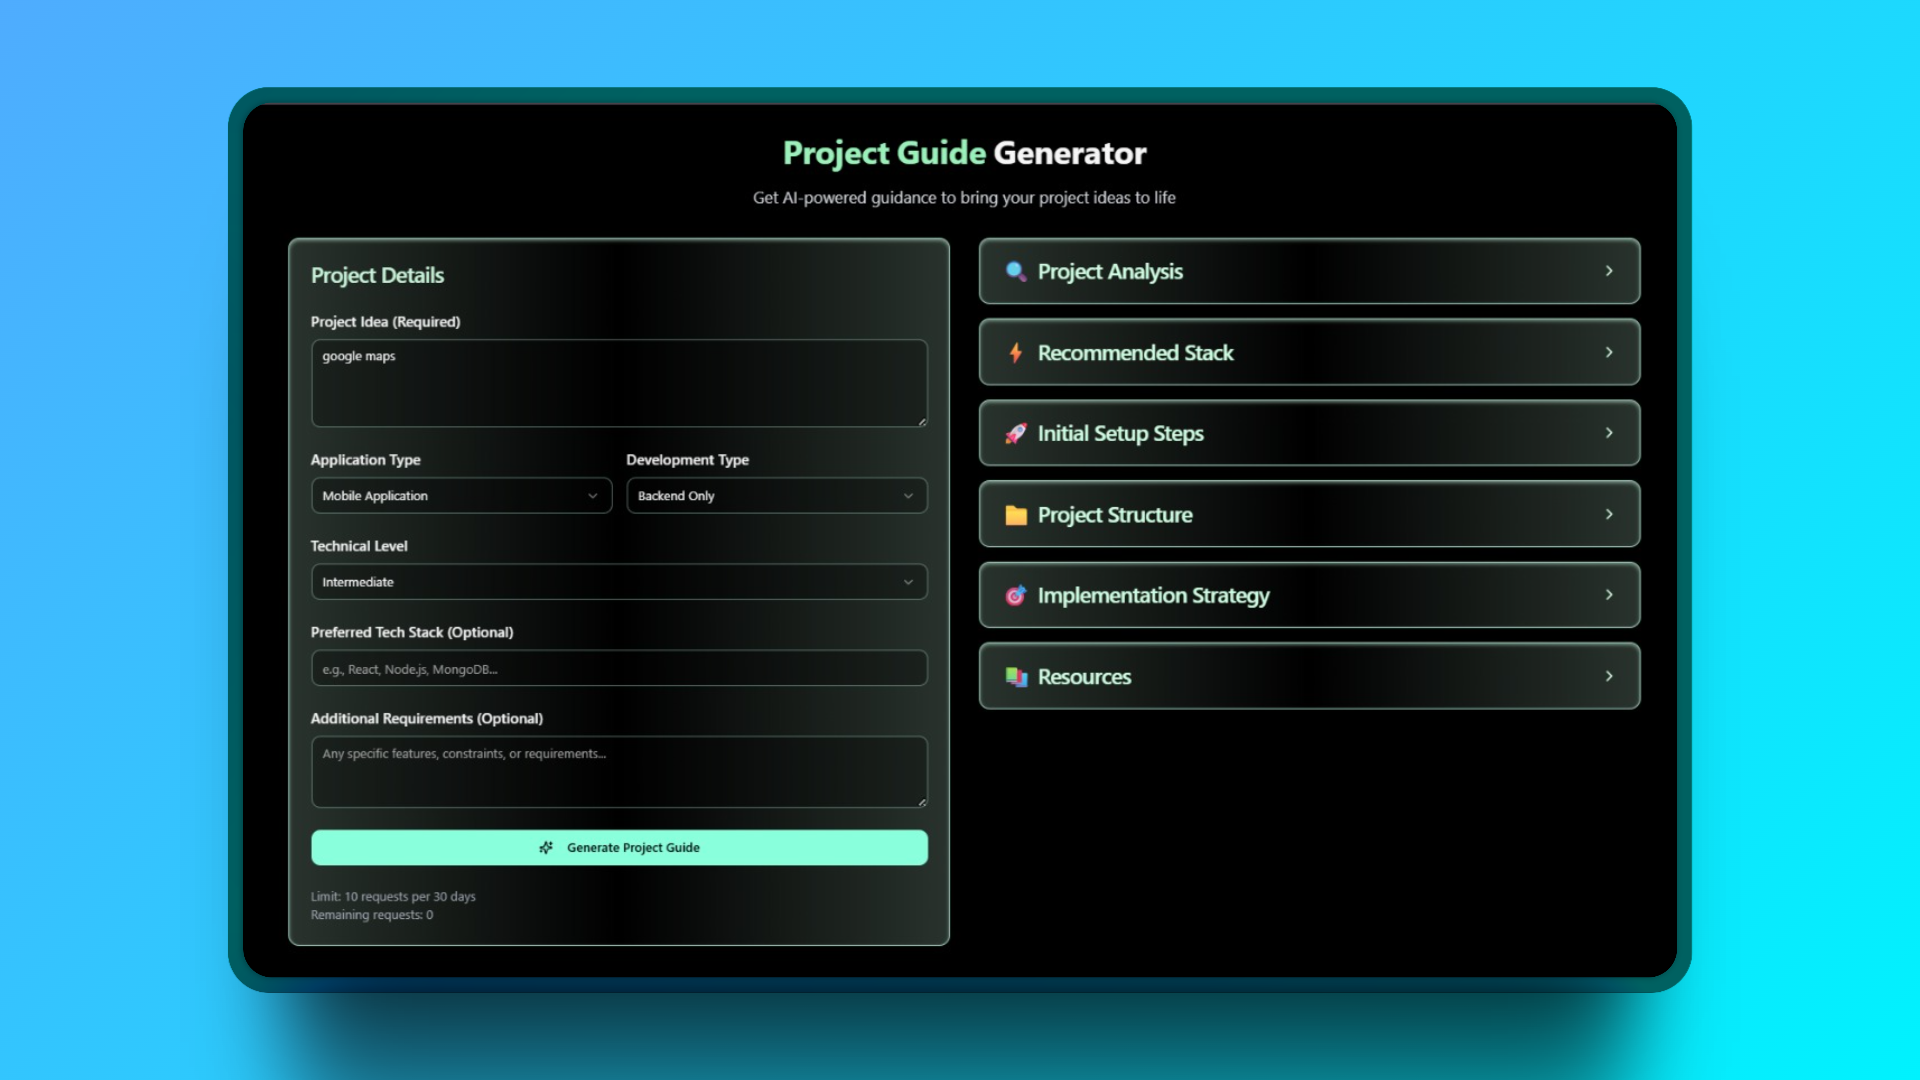 Project Guide Generator
Get AI-powered guidance to bring your project ideas to life
Project Details
Project Idea (Required)
google maps
Application Type
Mobile Application
Development Type
Backend Only
Technical Level
Intermediate
Preferred Tech Stack (Optional)
e.g., React, Node.js, MongoDB...
Additional Requirements (Optional)
Any specific features, constraints, or requirements...
Generate Project Guide
Limit: 10 requests per 30 days
Remaining requests: 0
Project Analysis
Recommended Stack
Initial Setup Steps
Project Structure
Implementation Strategy
Resources